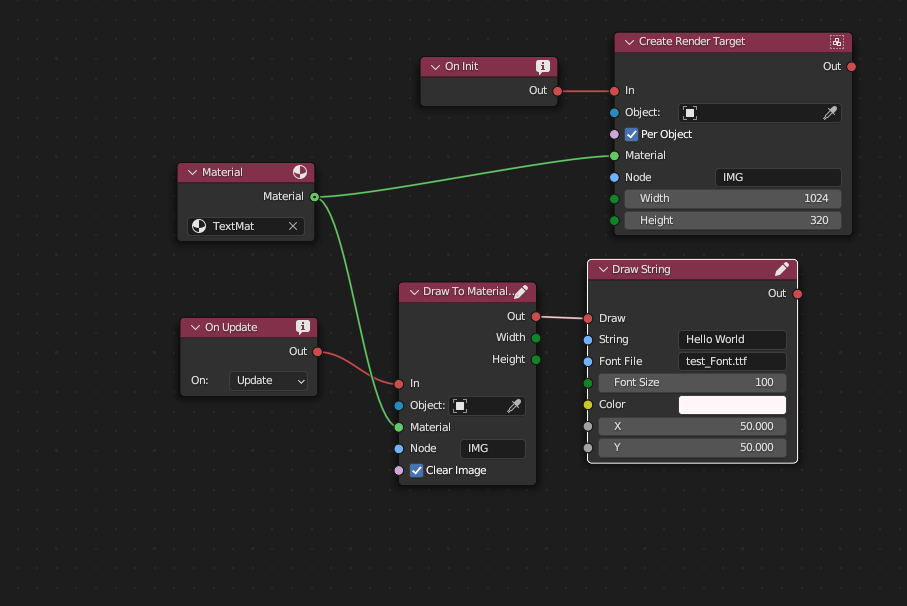 Create Render Target
Out
On Init
Out
In
Object:
Per Object
Material
Node IMG
Width 1024
Height 320
Material
Material
TextMat
Draw To Material...
Out
Width
Height
In
Object:
Material
Node IMG
Clear Image
On Update
Out
On: Update
Draw String
Out
Draw
String Hello World
Font File test_Font.ttf
Font Size 100
Color
X 50.000
Y 50.000